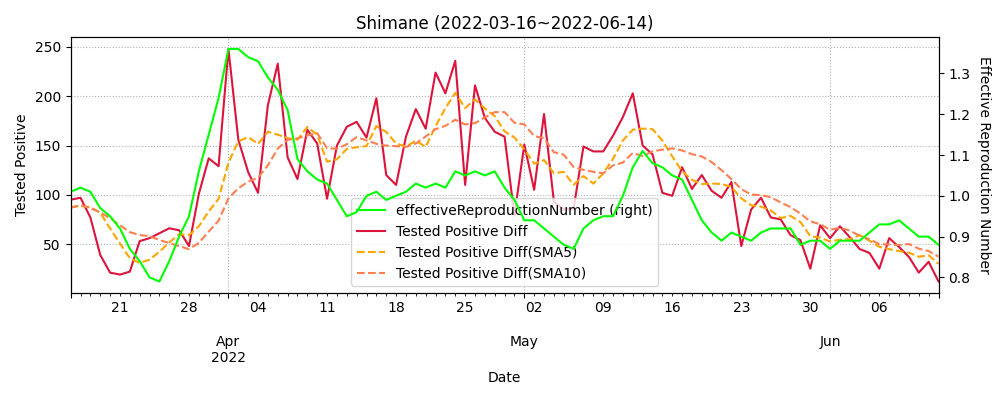 Shimane (2022-03-16~2022-06-14)
Tested Positive
250
200
150
100
50
1.3
1.2
1.1
1.0
0.9
0.8
Effective Reproduction Number
effectiveReproductionNumber (right)
Tested Positive Diff
Tested Positive Diff(SMA5)
Tested Positive Diff(SMA10)
21 28 04 11 18 25 02 09 16 23 30 06
Apr May Jun
2022
Date